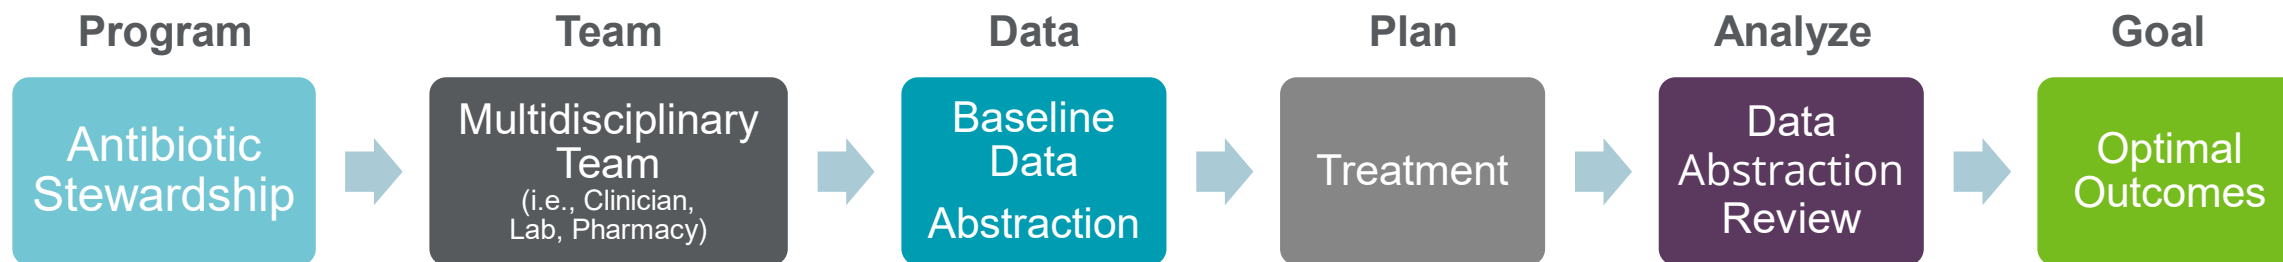 Program
Team
Data
Plan
Analyze
Goal
Antibiotic
Stewardship
Multidisciplinary
Team
(i.e., Clinician,
Lab, Pharmacy)
Baseline
Data
Abstraction
Treatment
Data
Abstraction
Review
Optimal
Outcomes